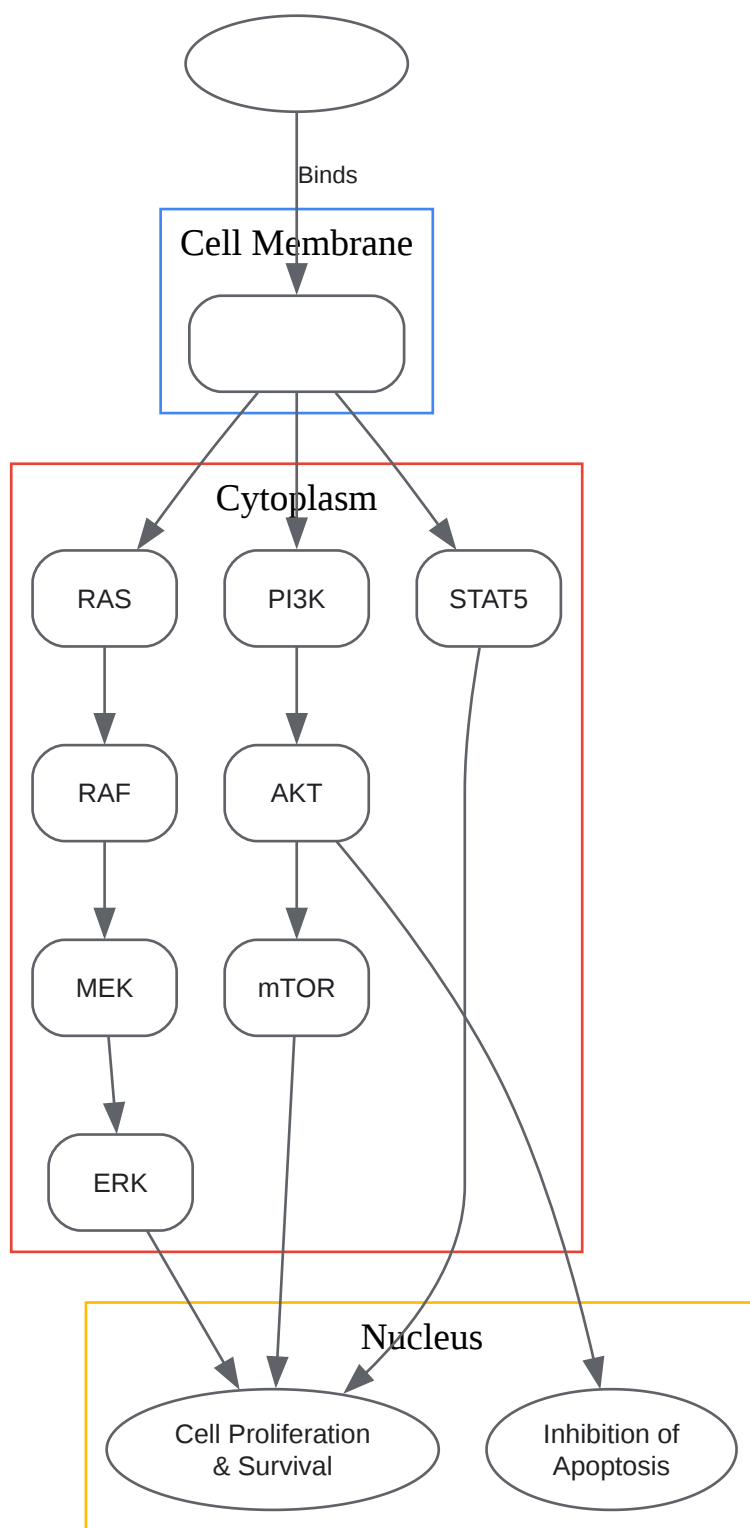 Binds
Cell Membrane
Cytoplasm
RAS
PI3K
STAT5
RAF
AKT
MEK
mTOR
ERK
Nucleus
Cell Proliferation
& Survival
Inhibition of
Apoptosis